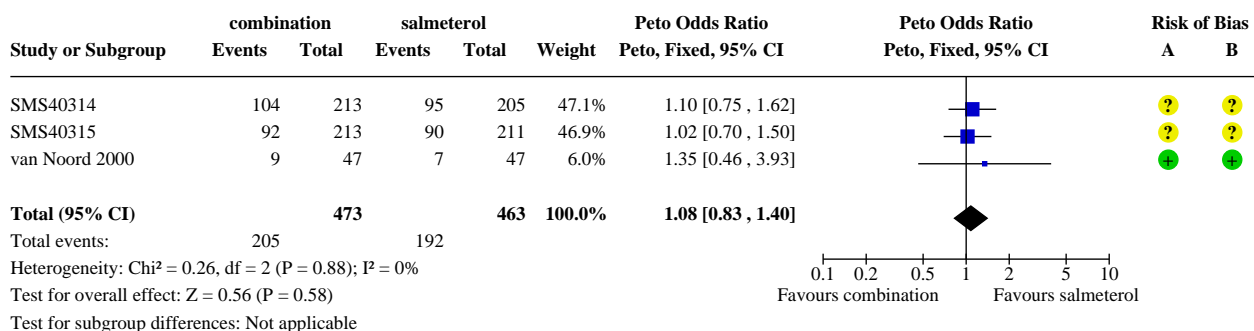 combination salmeterol Peto Odds Ratio Peto Odds Ratio Risk of Bias
Study or Subgroup Events Total Events Total Weight Peto, Fixed, 95% CI Peto, Fixed, 95% CI A B
SMS40314 104 213 95 205 47.1% 1.10 [0.75 , 1.62] ? ?
SMS40315 92 213 90 211 46.9% 1.02 [0.70 , 1.50] ? ?
van Noord 2000 9 47 7 47 6.0% 1.35 [0.46 , 3.93] + +
Total (95% CI) 473 463 100.0% 1.08 [0.83 , 1.40]
Total events: 205 192
Heterogeneity: Chi² = 0.26, df = 2 (P = 0.88); I² = 0%
0.1 0.2 0.5 1 2 5 10
Test for overall effect: Z = 0.56 (P = 0.58)
Favours combination Favours salmeterol
Test for subgroup differences: Not applicable